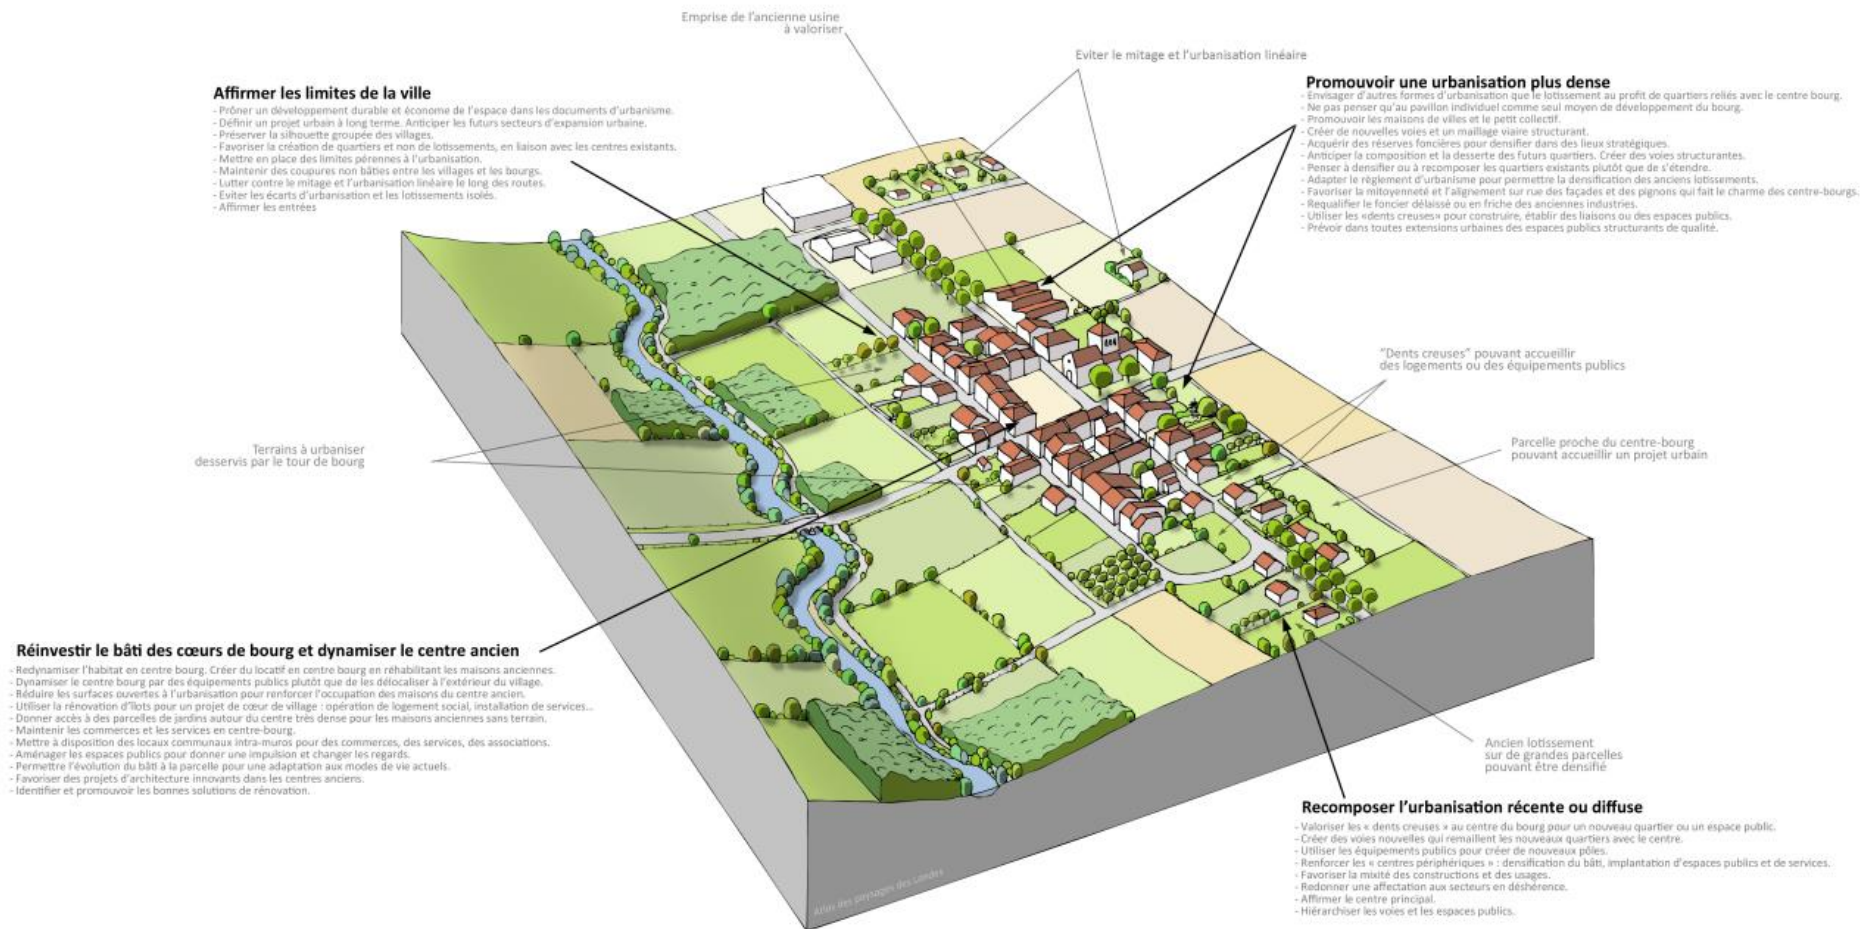 Emprise de l'ancienne usine
à valoriser
Eviter le mitage et l'urbanisation linéaire
Affirmer les limites de la ville
- Prôner un développement durable et économe de l'espace dans les documents d'urbanisme.
- Définir un projet urbain à long terme. Anticiper les futurs secteurs d'expansion urbaine.
- Préserver la silhouette groupée des villages.
- Favoriser la création de quartiers et non de lotissements, en liaison avec les centres existants.
- Mettre en place des limites pérennes à l'urbanisation.
- Maintenir des coupures non bâties entre les villages et les bourgs.
- Lutter contre le mitage et l'urbanisation linéaire le long des routes.
- Eviter les écarts d'urbanisation et les lotissements isolés.
- Affirmer les entrées
Promouvoir une urbanisation plus dense
- Envisager d'autres formes d'urbanisation que le lotissement au profit de quartiers reliés avec le centre bourg.
- Ne pas penser qu'au pavillon individuel comme seul moyen de développement du bourg.
- Promouvoir les maisons de villes et le petit collectif.
- Créer de nouvelles voies et un maillage viaire structurant.
- Acquérir des réserves foncières pour densifier dans des lieux stratégiques.
- Anticiper la composition et la desserte des futurs quartiers. Créer des voies structurantes.
- Penser à densifier ou à recomposer les quartiers existants plutôt que de s'étendre.
- Adapter le règlement d'urbanisme pour permettre la densification des anciens lotissements.
- Favoriser la mitoyenneté et l'alignement sur rue des façades et des pignons qui fait le charme des centre-bourgs.
- Requalifier le foncier délaissé ou en friche des anciennes industries.
- Utiliser les «dents creuses» pour construire, établir des liaisons ou des espaces publics.
- Prévoir dans toutes extensions urbaines des espaces publics structurants de qualité.
"Dents creuses" pouvant accueillir
des logements ou des équipements publics
Terrains à urbaniser
desservis par le tour de bourg
Parcelle proche du centre-bourg
pouvant accueillir un projet urbain
Réinvestir le bâti des cœurs de bourg et dynamiser le centre ancien
- Redynamiser l'habitat en centre bourg. Créer du locatif en centre bourg en réhabilitant les maisons anciennes.
- Dynamiser le centre bourg par des équipements publics plutôt que de les délocaliser à l'extérieur du village.
- Réduire les surfaces ouvertes à l'urbanisation pour renforcer l'occupation des maisons du centre ancien.
- Utiliser la rénovation d'îlots pour un projet de cœur de village : opération de logement social, installation de services...
- Donner accès à des parcelles de jardins autour du centre très dense pour les maisons anciennes sans terrain.
- Maintenir les commerces et les services en centre-bourg.
- Mettre à disposition des locaux communaux intra-muros pour des commerces, des services, des associations.
- Aménager les espaces publics pour donner une impulsion et changer les regards.
- Permettre l'évolution du bâti à la parcelle pour une adaptation aux modes de vie actuels.
- Favoriser des projets d'architecture innovants dans les centres anciens.
- Identifier et promouvoir les bonnes solutions de rénovation.
Ancien lotissement
sur de grandes parcelles
pouvant être densifié
Recomposer l'urbanisation récente ou diffuse
- Valoriser les « dents creuses » au centre du bourg pour un nouveau quartier ou un espace public.
- Créer des voies nouvelles qui remaillent les nouveaux quartiers avec le centre.
- Utiliser les équipements publics pour créer de nouveaux pôles.
- Renforcer les « centres périphériques » : densification du bâti, implantation d'espaces publics et de services.
- Favoriser la mixité des constructions et des usages.
- Redonner une affectation aux secteurs en déshérence.
- Affirmer le centre principal.
- Hiérarchiser les voies et les espaces publics.
Atlas des paysages des Landes